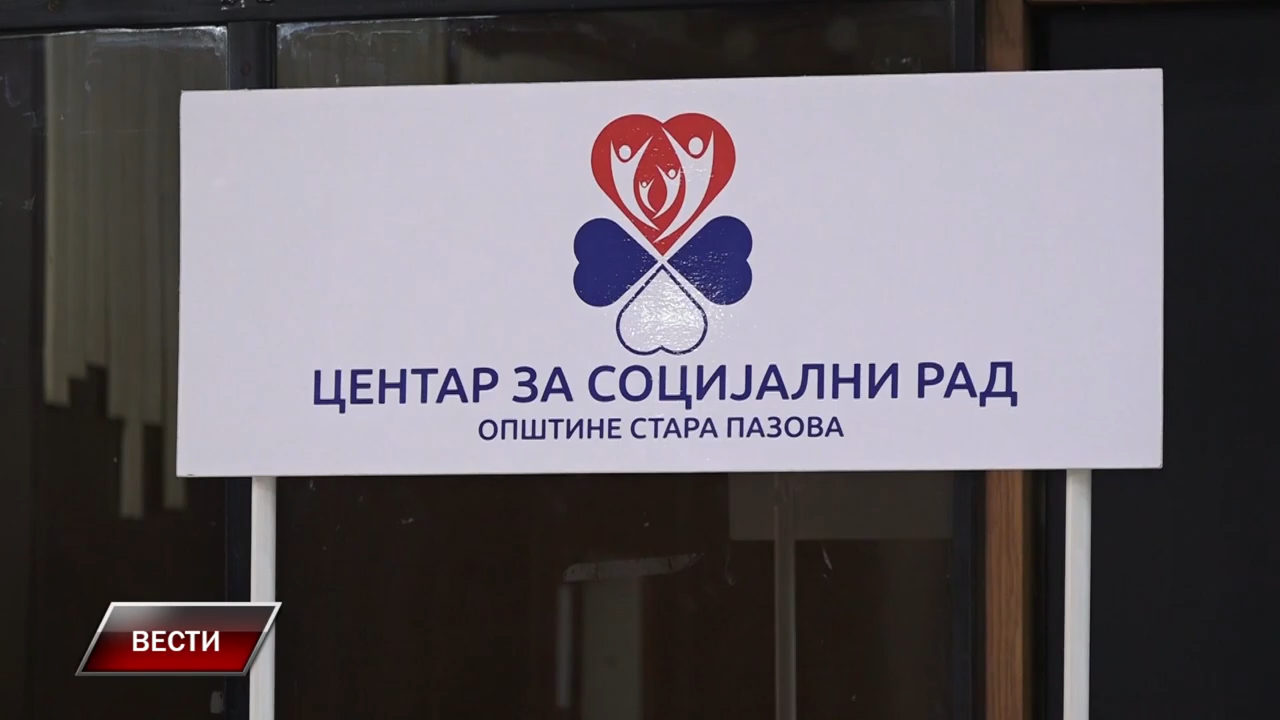 ЦЕНТАР ЗА СОЦИЈАЛНИ РАД
ОПШТИНЕ СТАРА ПАЗОВА
ВЕСТИ